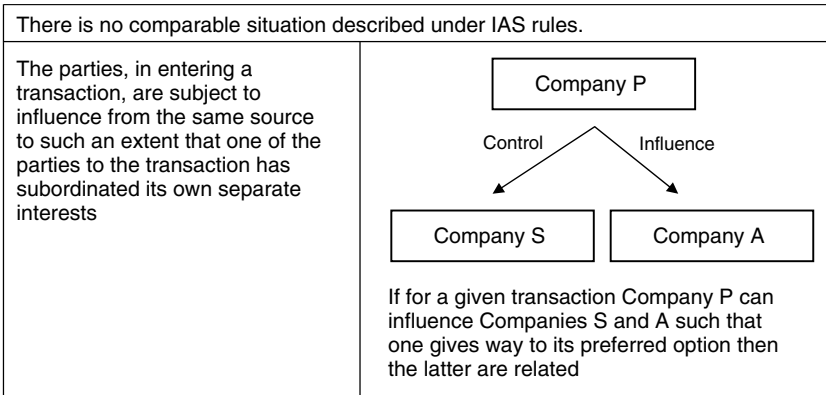 There is no comparable situation described under IAS rules.
The parties, in entering a
transaction, are subject to
influence from the same source
to such an extent that one of the
parties to the transaction has
subordinated its own separate
interests
Company P
Control
Influence
Company S
Company A
If for a given transaction Company P can
influence Companies S and A such that
one gives way to its preferred option then
the latter are related